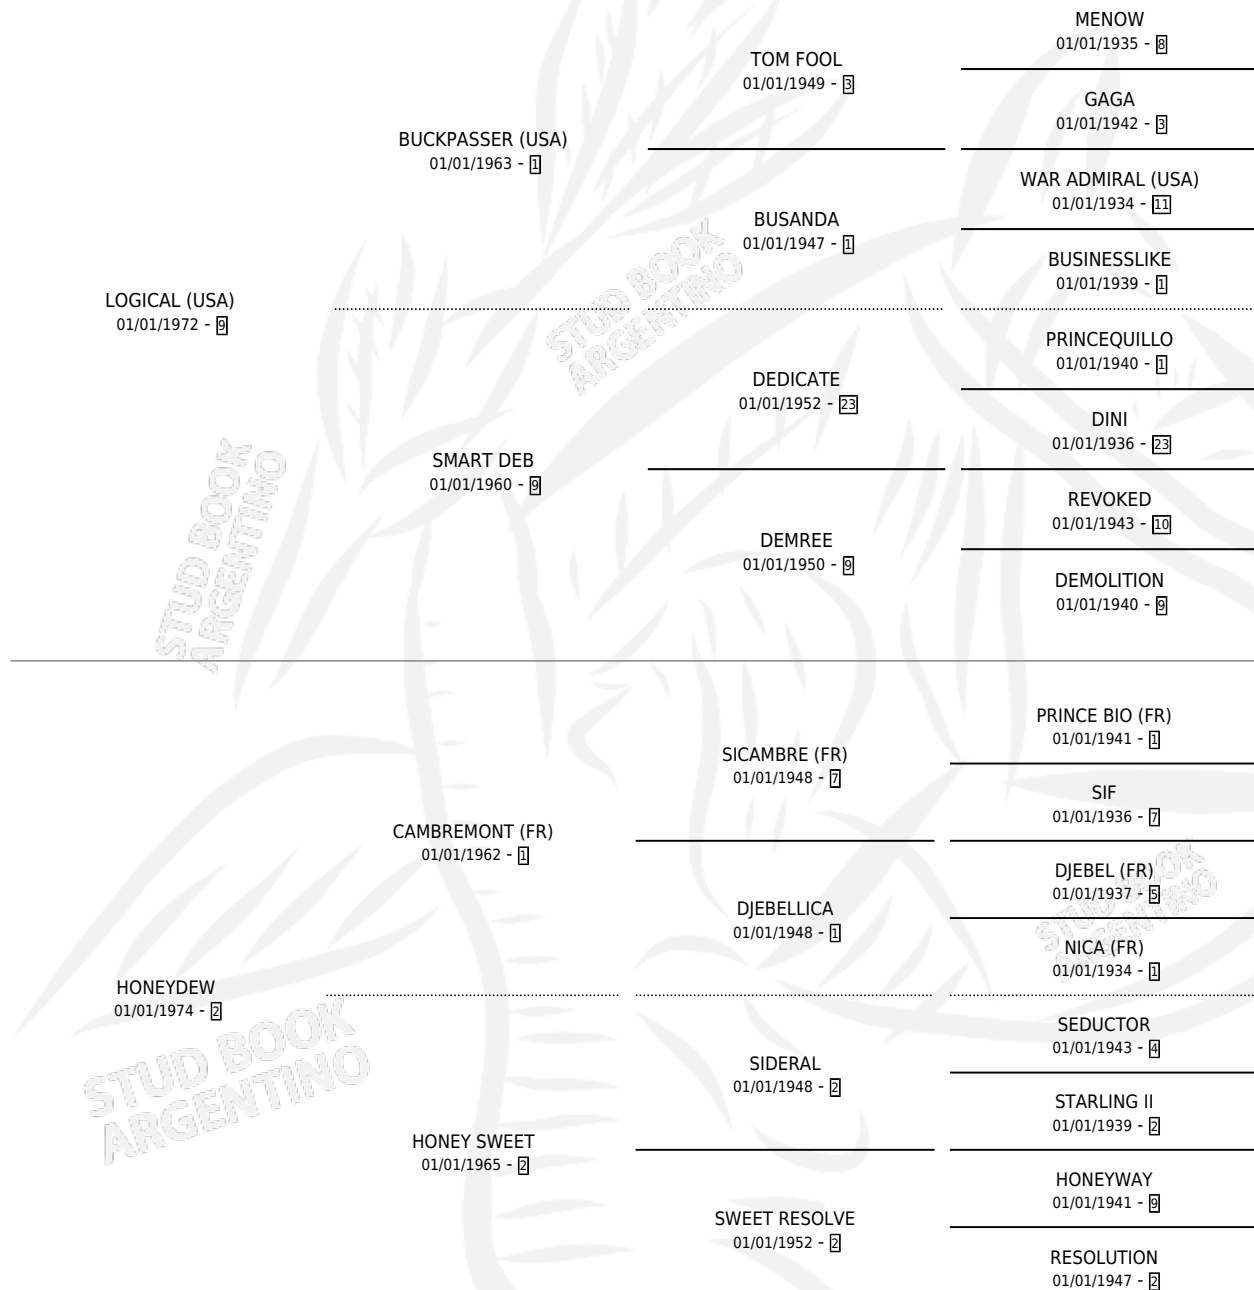 MENOW
01/01/1935 - 8
TOM FOOL
01/01/1949 - 3
GAGA
01/01/1942 - 3
BUCKPASSER (USA)
01/01/1963 - 1
WAR ADMIRAL (USA)
01/01/1934 - 11
BUSANDA
01/01/1947 - 1
BUSINESSLIKE
01/01/1939 - 1
LOGICAL (USA)
01/01/1972 - 9
PRINCEQUILLO
01/01/1940 - 1
DEDICATE
01/01/1952 - 23
DINI
01/01/1936 - 23
SMART DEB
01/01/1960 - 9
REVOKED
01/01/1943 - 10
DEMREE
01/01/1950 - 9
DEMOLITION
01/01/1940 - 9
STUD BOOK
ARGENTINO
STUD BOOK
ARGENTINO
PRINCE BIO (FR)
01/01/1941 - 1
SICAMBRE (FR)
01/01/1948 - 7
SIF
01/01/1936 - 7
CAMBREMONT (FR)
01/01/1962 - 1
DJEBEL (FR)
01/01/1937 - 5
DJEBELLICA
01/01/1948 - 1
NICA (FR)
01/01/1934 - 1
HONEYDEW
01/01/1974 - 2
SEDUCTOR
01/01/1943 - 4
SIDERAL
01/01/1948 - 2
STARLING II
01/01/1939 - 2
HONEY SWEET
01/01/1965 - 2
HONEYWAY
01/01/1941 - 9
SWEET RESOLVE
01/01/1952 - 2
RESOLUTION
01/01/1947 - 2
STUD BOOK
ARGENTINO
STUD BOOK
ARGENTINO